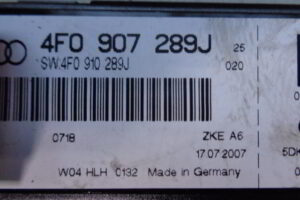 4F0 907 289J 26
SW:4F0 910 289J 020
0718 ZKE A6
17.07.2007 5DK
W04 HLH 0132 Made in Germany